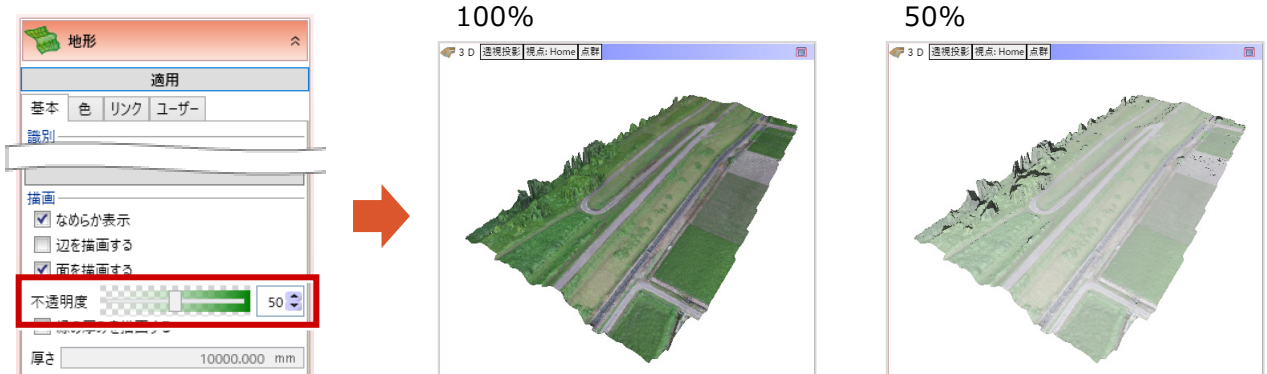 地形
適用
基本 色 リンク ユーザー
識別
描画
なめらか表示
辺を描画する
面を描画する
不透明度 50
厚さ 10000.000 mm
100%
3 D 透視投影 視点: Home 点群
50%
3 D 透視投影 視点: Home 点群